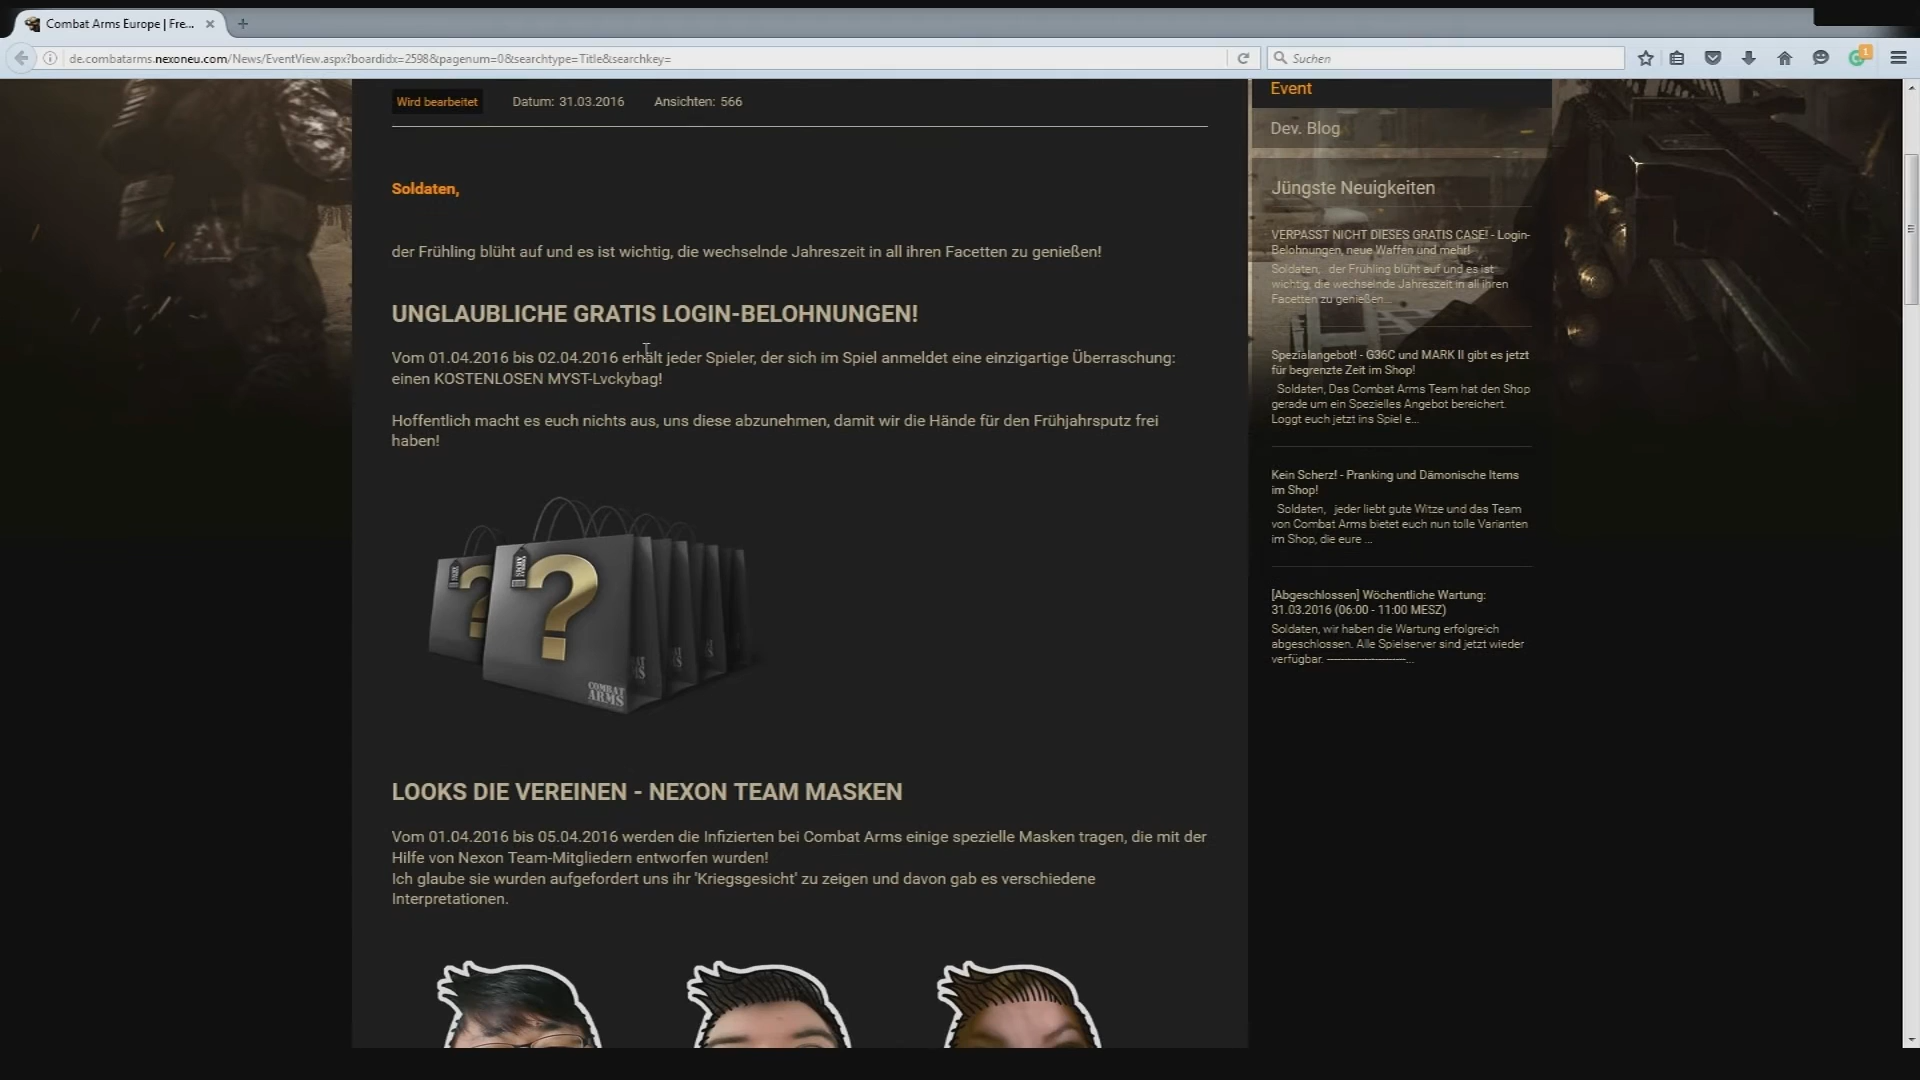 Combat Arms Europe | Fre...
de.combatarms.nexoneu.com/News/EventView.aspx?boardidx=2598&pagenum=0&searchtype=Title&searchkey=
Suchen
1
Wird bearbeitet
Datum: 31.03.2016
Ansichten: 566
Soldaten,
der Frühling blüht auf und es ist wichtig, die wechselnde Jahreszeit in all ihren Facetten zu genießen!
UNGLAUBLICHE GRATIS LOGIN-BELOHNUNGEN!
Vom 01.04.2016 bis 02.04.2016 erhält jeder Spieler, der sich im Spiel anmeldet eine einzigartige Überraschung:
einen KOSTENLOSEN MYST-Lvckybag!
Hoffentlich macht es euch nichts aus, uns diese abzunehmen, damit wir die Hände für den Frühjahrsputz frei
haben!
?
?
COMBAT
ARMS
LOOKS DIE VEREINEN - NEXON TEAM MASKEN
Vom 01.04.2016 bis 05.04.2016 werden die Infizierten bei Combat Arms einige spezielle Masken tragen, die mit der
Hilfe von Nexon Team-Mitgliedern entworfen wurden!
Ich glaube sie wurden aufgefordert uns ihr 'Kriegsgesicht' zu zeigen und davon gab es verschiedene
Interpretationen.
Event
Dev. Blog
Jüngste Neuigkeiten
VERPASST NICHT DIESES GRATIS CASE! - Login-
Belohnungen, neue Waffen und mehr!
Soldaten, der Frühling blüht auf und es ist
wichtig, die wechselnde Jahreszeit in all ihren
Facetten zu genießen...
Spezialangebot! - G36C und MARK II gibt es jetzt
für begrenzte Zeit im Shop!
Soldaten, Das Combat Arms Team hat den Shop
gerade um ein Spezielles Angebot bereichert.
Loggt euch jetzt ins Spiel e...
Kein Scherz! - Pranking und Dämonische Items
im Shop!
Soldaten, jeder liebt gute Witze und das Team
von Combat Arms bietet euch nun tolle Varianten
im Shop, die eure ...
[Abgeschlossen] Wöchentliche Wartung:
31.03.2016 (06:00 - 11:00 MESZ)
Soldaten, wir haben die Wartung erfolgreich
abgeschlossen. Alle Spielserver sind jetzt wieder
verfügbar. -----------------------...